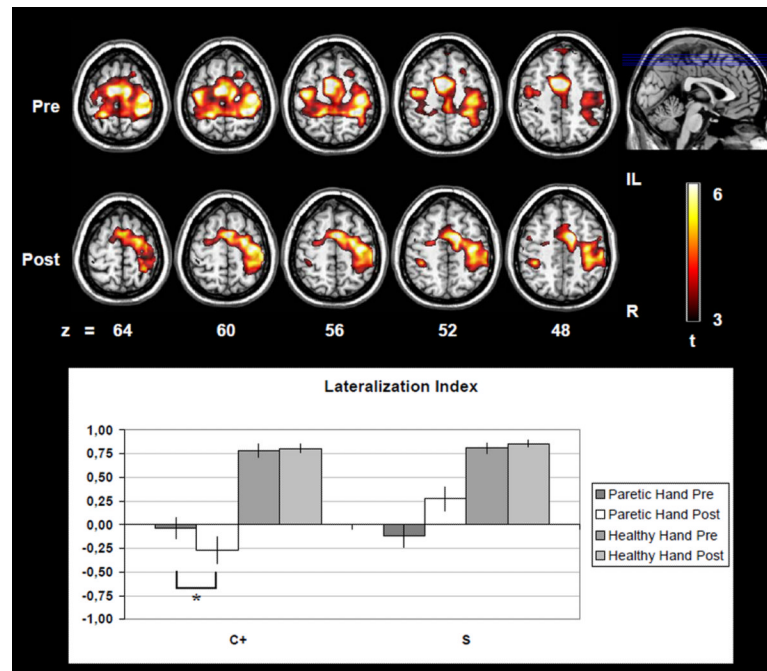 Pre
IL
6
Post
R
3
z = 64 60 56 52 48
t
Lateralization Index
1,00
0,75
0,50
0,25
0,00
-0,25
-0,50
-0,75
-1,00
*
C+ S
Paretic Hand Pre
Paretic Hand Post
Healthy Hand Pre
Healthy Hand Post